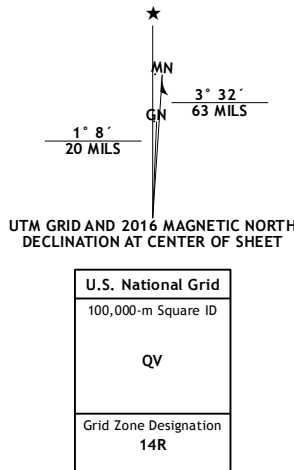 ★
MN
GN
3° 32´
63 MILS
1° 8´
20 MILS
UTM GRID AND 2016 MAGNETIC NORTH
DECLINATION AT CENTER OF SHEET
U.S. National Grid
100,000-m Square ID
QV
Grid Zone Designation
14R